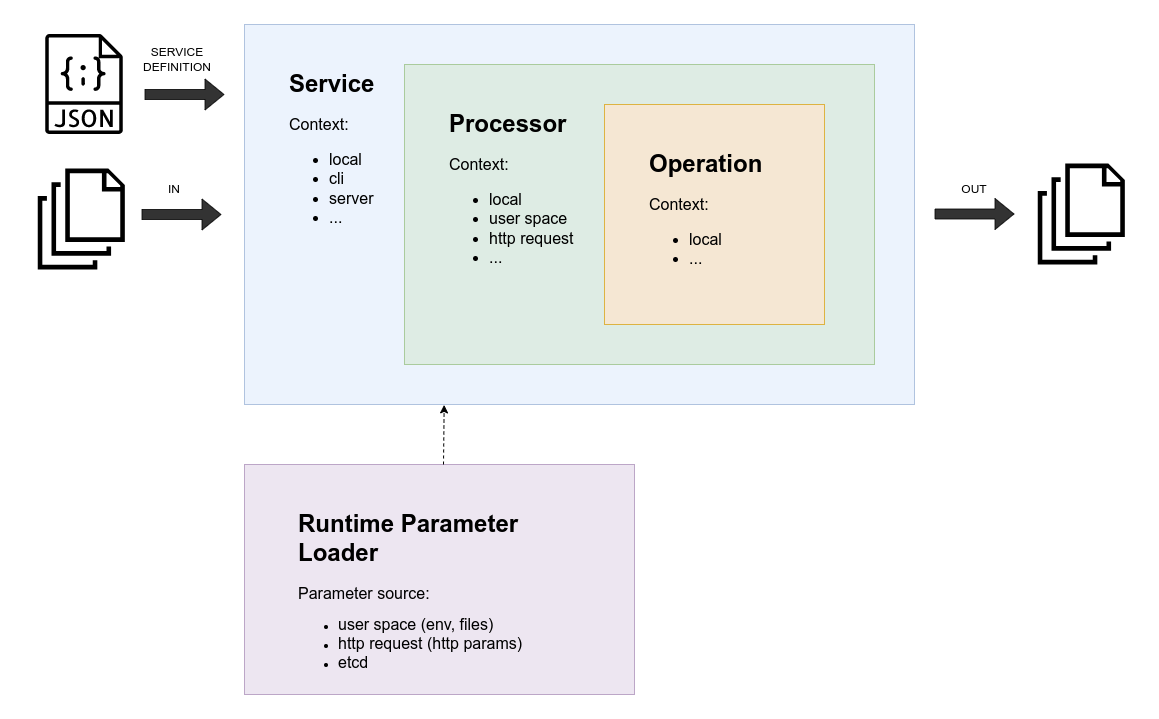 {;}
JSON
SERVICE
DEFINITION
IN
Service
Context:
• local
• cli
• server
• ...
Processor
Context:
• local
• user space
• http request
• ...
Operation
Context:
• local
• ...
OUT
Runtime Parameter
Loader
Parameter source:
• user space (env, files)
• http request (http params)
• etcd